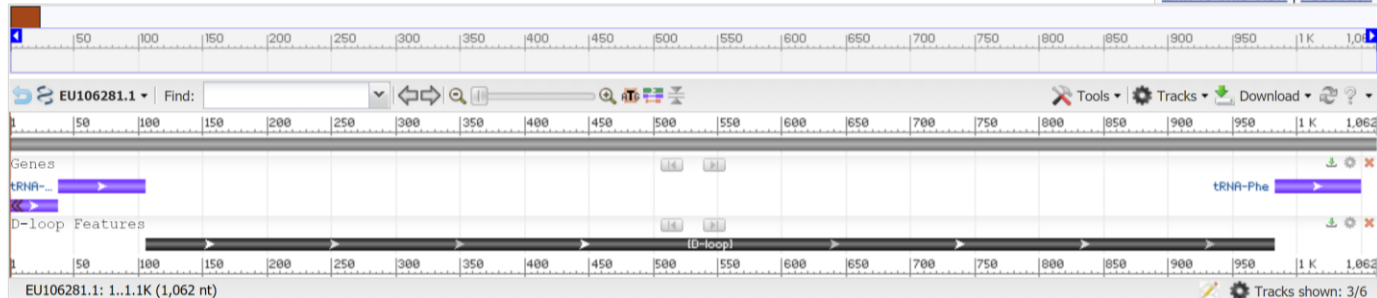 50 100 150 200 250 300 350 400 450 500 550 600 650 700 750 800 850 900 950 1 K 1,06
EU106281.1 Find: ATG Tools Tracks Download ?
1 50 100 150 200 250 300 350 400 450 500 550 600 650 700 750 800 850 900 950 1 K 1,062
Genes
tRNA-... tRNA-Phe
D-loop Features
[D-loop]
1 50 100 150 200 250 300 350 400 450 500 550 600 650 700 750 800 850 900 950 1 K 1,062
EU106281.1: 1..1.1K (1,062 nt) Tracks shown: 3/6